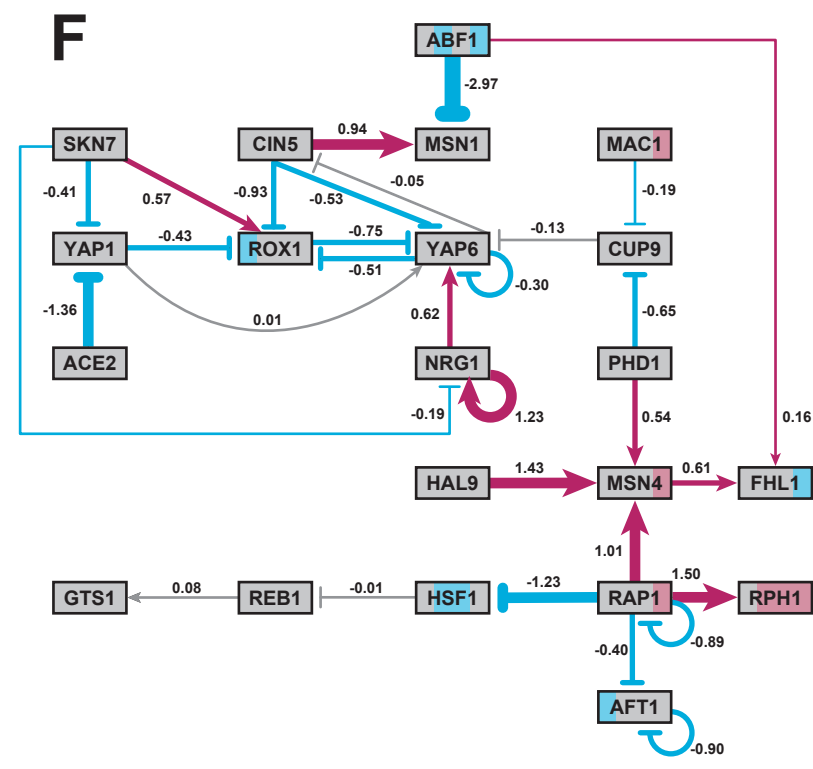 F
ABF1
-2.97
SKN7
CIN5
0.94
MSN1
MAC1
-0.41
0.57
-0.93
-0.53
-0.05
-0.19
YAP1
-0.43
ROX1
-0.75
-0.51
YAP6
-0.13
CUP9
-0.30
-1.36
0.01
0.62
-0.65
ACE2
NRG1
PHD1
-0.19
1.23
0.54
0.16
HAL9
1.43
MSN4
0.61
FHL1
1.01
GTS1
0.08
REB1
-0.01
HSF1
-1.23
RAP1
1.50
RPH1
-0.89
-0.40
AFT1
-0.90